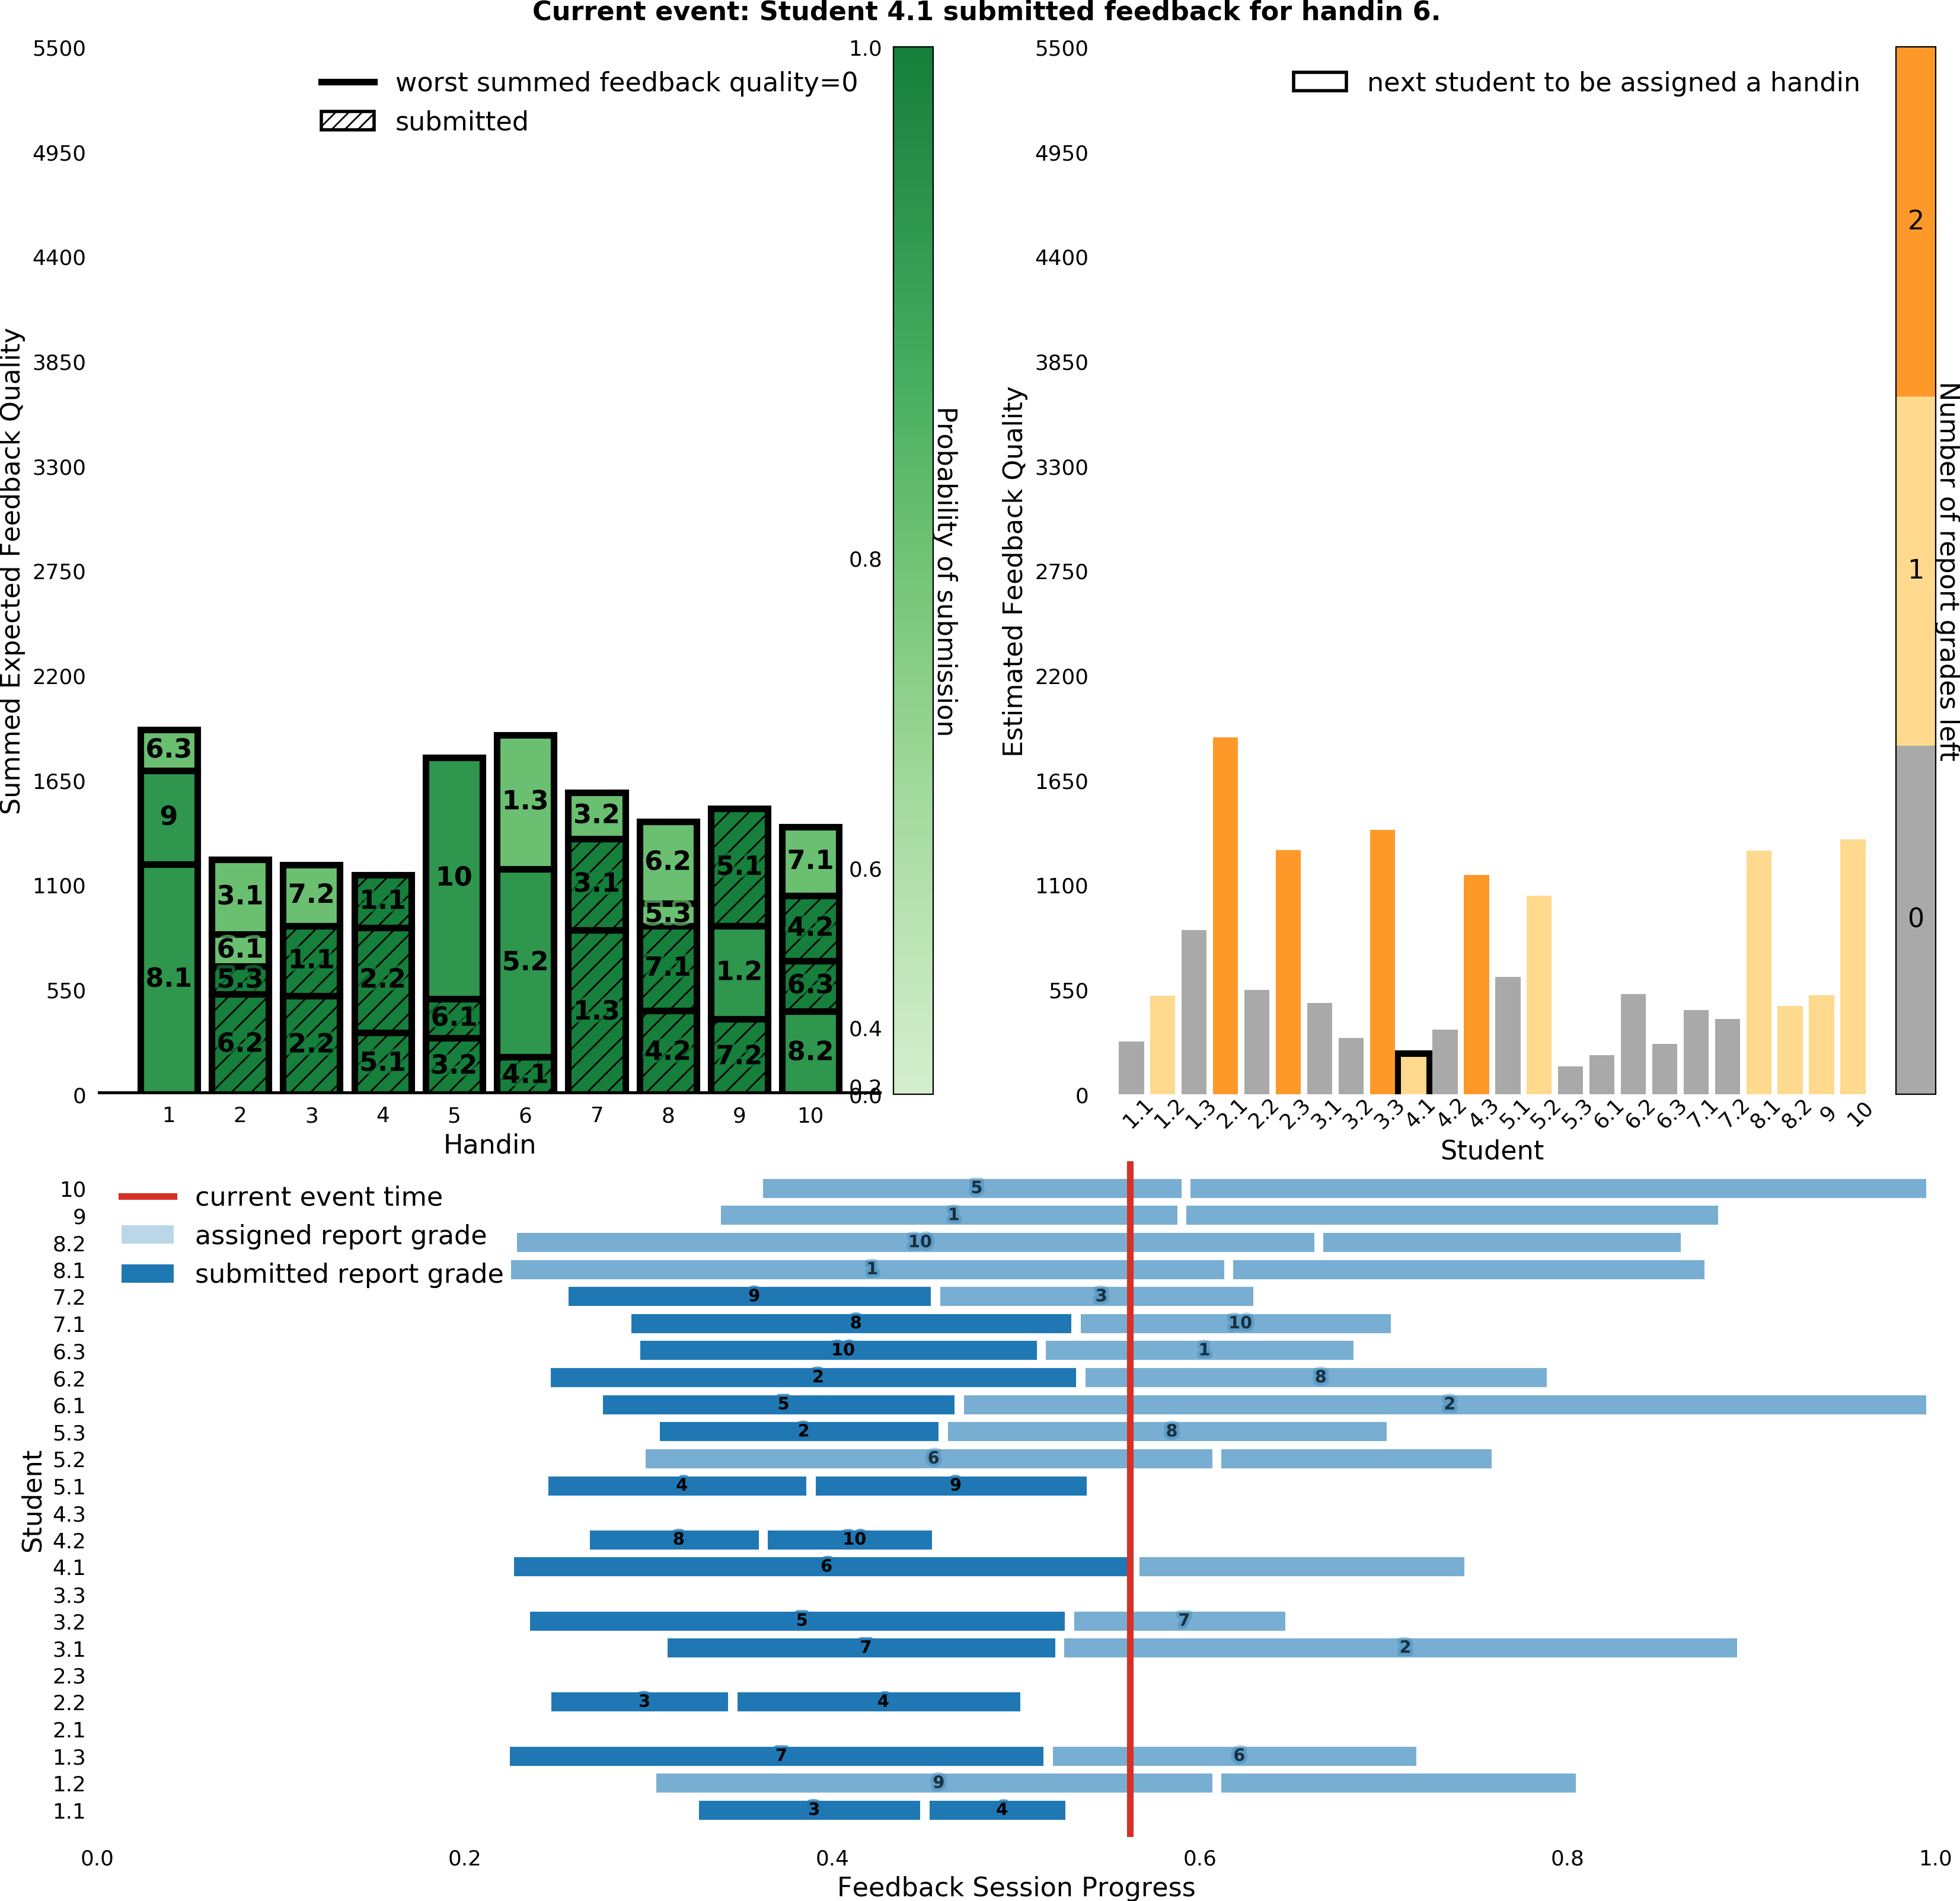 Current event: Student 4.1 submitted feedback for handin 6.
Summed Expected Feedback Quality
5500
4950
4400
3850
3300
2750
2200
1650
1100
550
0
worst summed feedback quality=0
submitted
6.3
9
8.1
3.1
6.1
5.3
6.2
7.2
1.1
2.2
1.1
2.2
5.1
10
6.1
3.2
1.3
5.2
4.1
3.2
3.1
1.3
6.2
5.3
7.1
4.2
5.1
1.2
7.2
7.1
4.2
6.3
8.2
1 2 3 4 5 6 7 8 9 10
Handin
1.0
0.8
0.6
0.4
0.2
0.0
Probability of submission
Estimated Feedback Quality
5500
4950
4400
3850
3300
2750
2200
1650
1100
550
0
next student to be assigned a handin
1.1 1.2 1.3 2.1 2.2 2.3 3.1 3.2 3.3 4.1 4.2 4.3 5.1 5.2 5.3 6.1 6.2 6.3 7.1 7.2 8.1 8.2 9 10
Student
2
1
0
Number of report grades left
current event time
assigned report grade
submitted report grade
Student
10 5
9 1
8.2 10
8.1 1
7.2 9 3
7.1 8 10
6.3 10 1
6.2 2 8
6.1 5 2
5.3 2 8
5.2 6
5.1 4 9
4.3
4.2 8 10
4.1 6
3.3
3.2 5 7
3.1 7 2
2.3
2.2 3 4
2.1
1.3 7 6
1.2 9
1.1 3 4
0.0 0.2 0.4 0.6 0.8 1.0
Feedback Session Progress